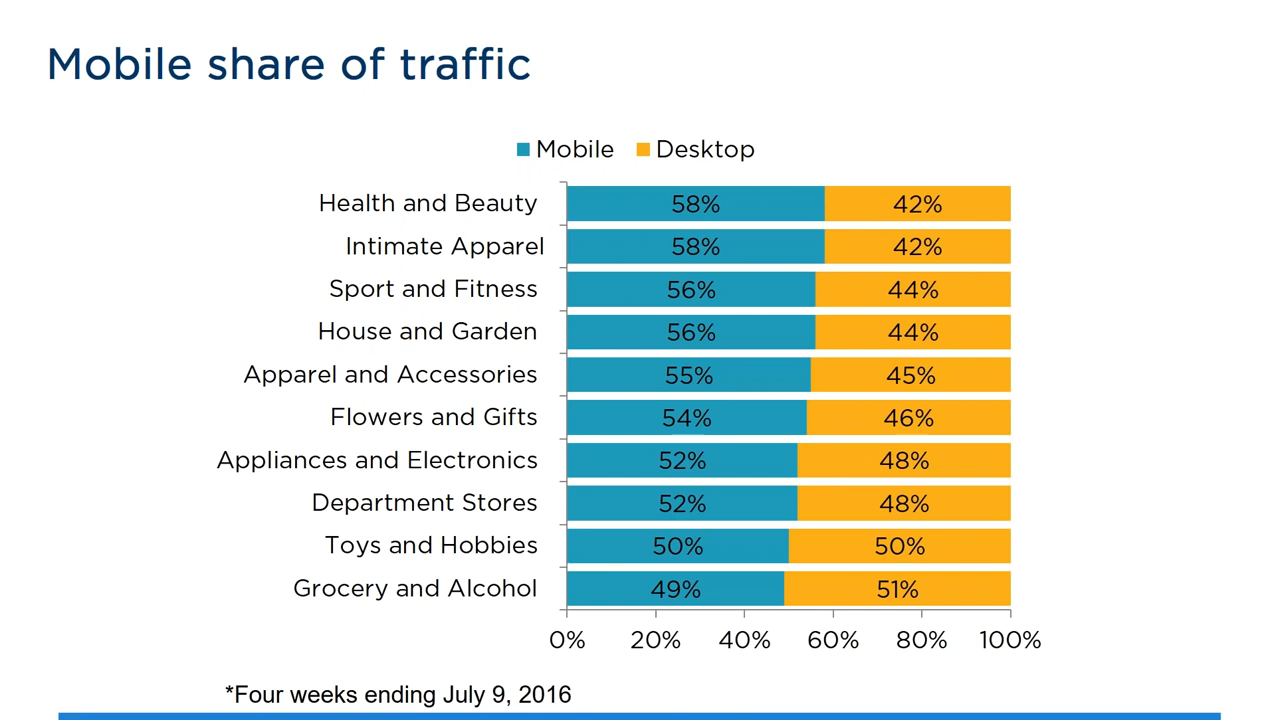 Mobile share of traffic
Mobile Desktop
Health and Beauty 58% 42%
Intimate Apparel 58% 42%
Sport and Fitness 56% 44%
House and Garden 56% 44%
Apparel and Accessories 55% 45%
Flowers and Gifts 54% 46%
Appliances and Electronics 52% 48%
Department Stores 52% 48%
Toys and Hobbies 50% 50%
Grocery and Alcohol 49% 51%
0% 20% 40% 60% 80% 100%
*Four weeks ending July 9, 2016